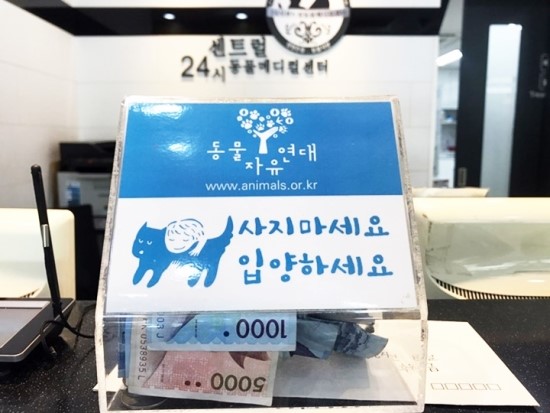 센트럴
24시 동물메디컬센터
동물 연대
자유
www.animals.or.kr
사지마세요
입양하세요
1000
5000